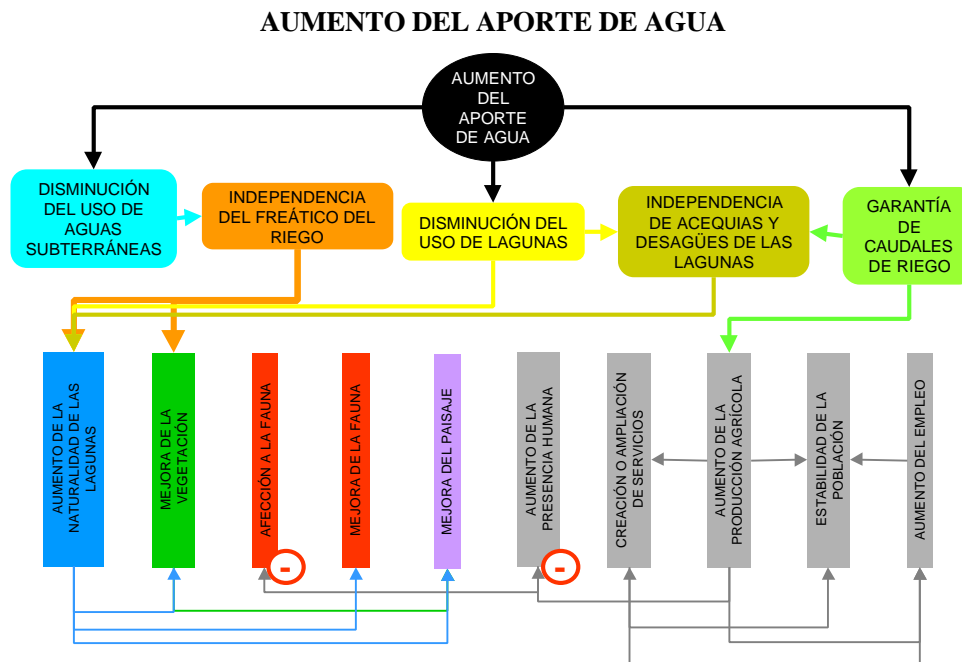 AUMENTO DEL APORTE DE AGUA
AUMENTO
DEL
APORTE
DE AGUA
DISMINUCIÓN
DEL USO DE
AGUAS
SUBTERRÁNEAS
INDEPENDENCIA
DEL FREÁTICO DEL
RIEGO
DISMINUCIÓN DEL
USO DE LAGUNAS
INDEPENDENCIA
DE ACEQUIAS Y
DESAGÜES DE LAS
LAGUNAS
GARANTÍA
DE
CAUDALES
DE RIEGO
AUMENTO DE LA
NATURALIDAD DE LAS
LAGUNAS
MEJORA DE LA
VEGETACIÓN
AFECCIÓN A LA FAUNA
MEJORA DE LA FAUNA
MEJORA DEL PAISAJE
AUMENTO DE LA
PRESENCIA HUMANA
CREACIÓN O AMPLIACIÓN
DE SERVICIOS
AUMENTO DE LA
PRODUCCIÓN AGRÍCOLA
ESTABILIDAD DE LA
POBLACIÓN
AUMENTO DEL EMPLEO
-
-